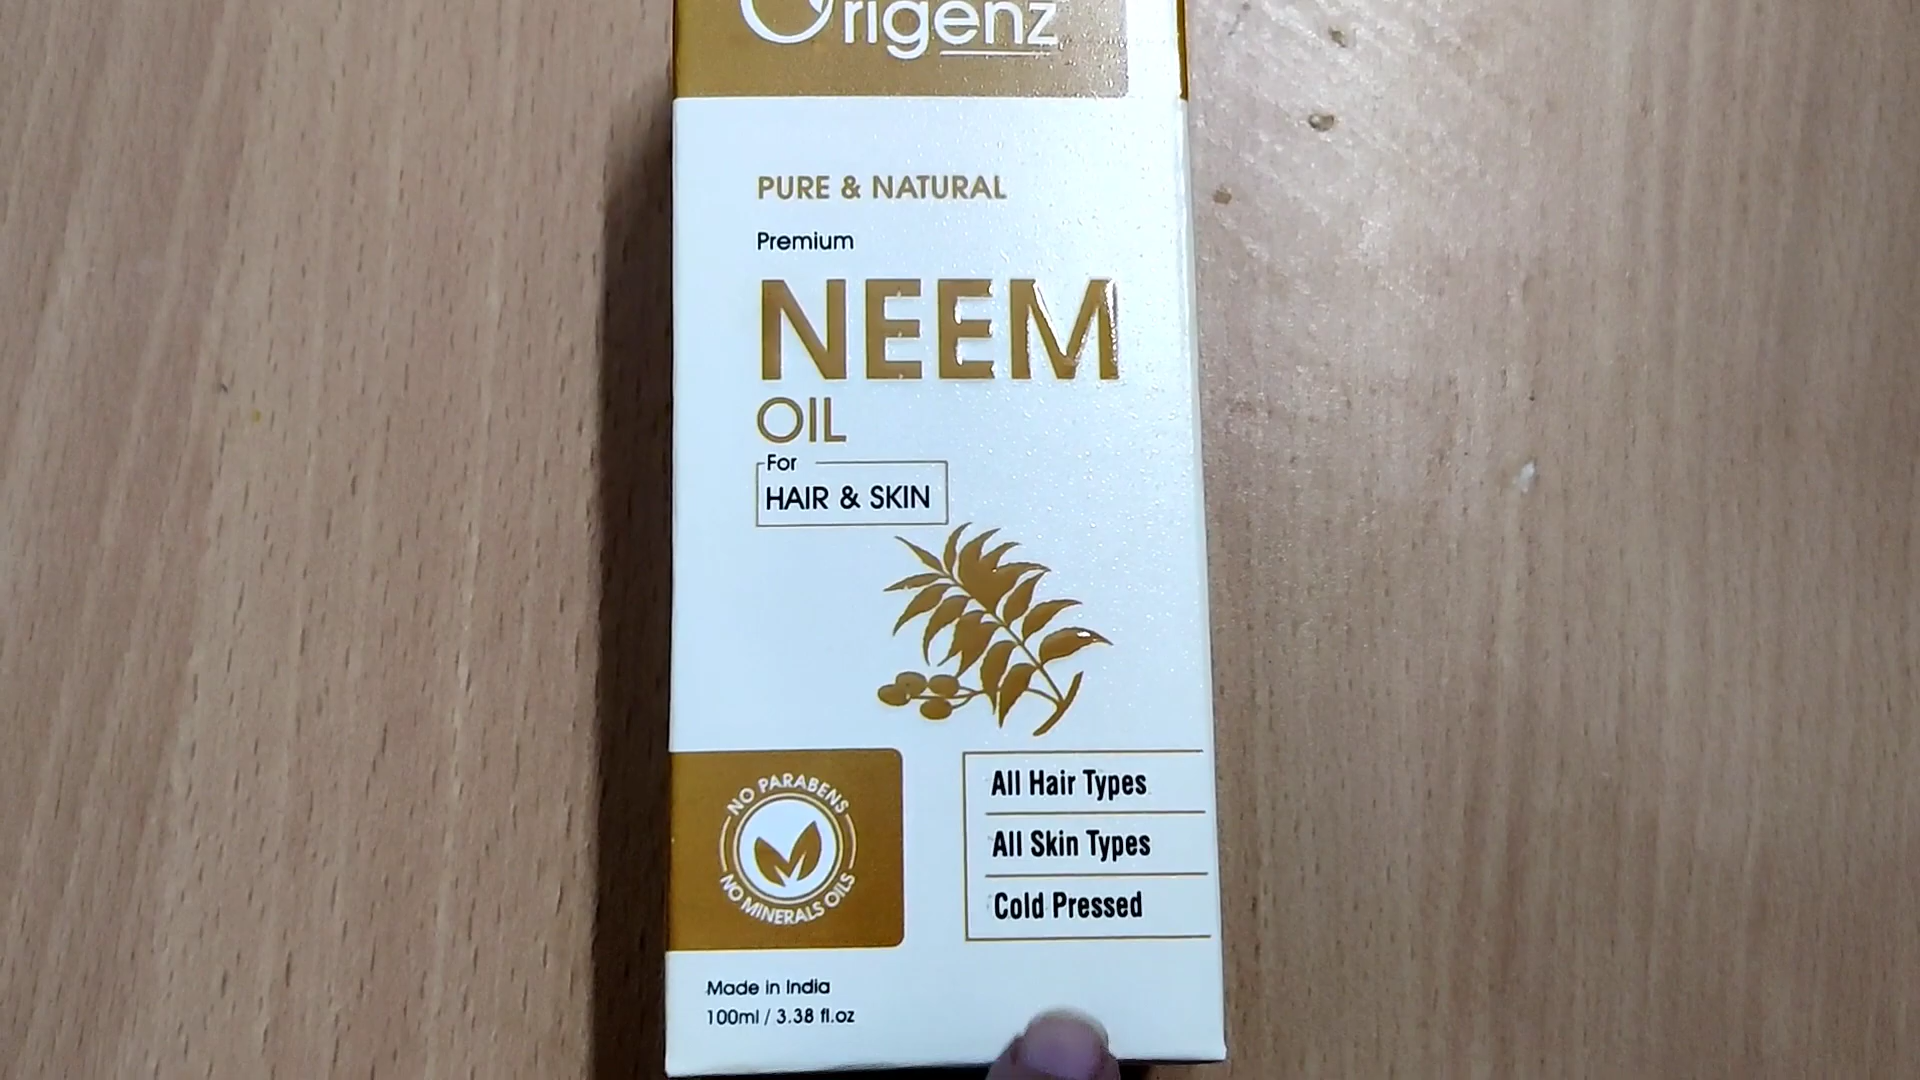 Origenz
PURE & NATURAL
Premium
NEEM
OIL
For
HAIR & SKIN
NO PARABENS
NO MINERALS OILS
All Hair Types
All Skin Types
Cold Pressed
Made in India
100ml / 3.38 fl.oz